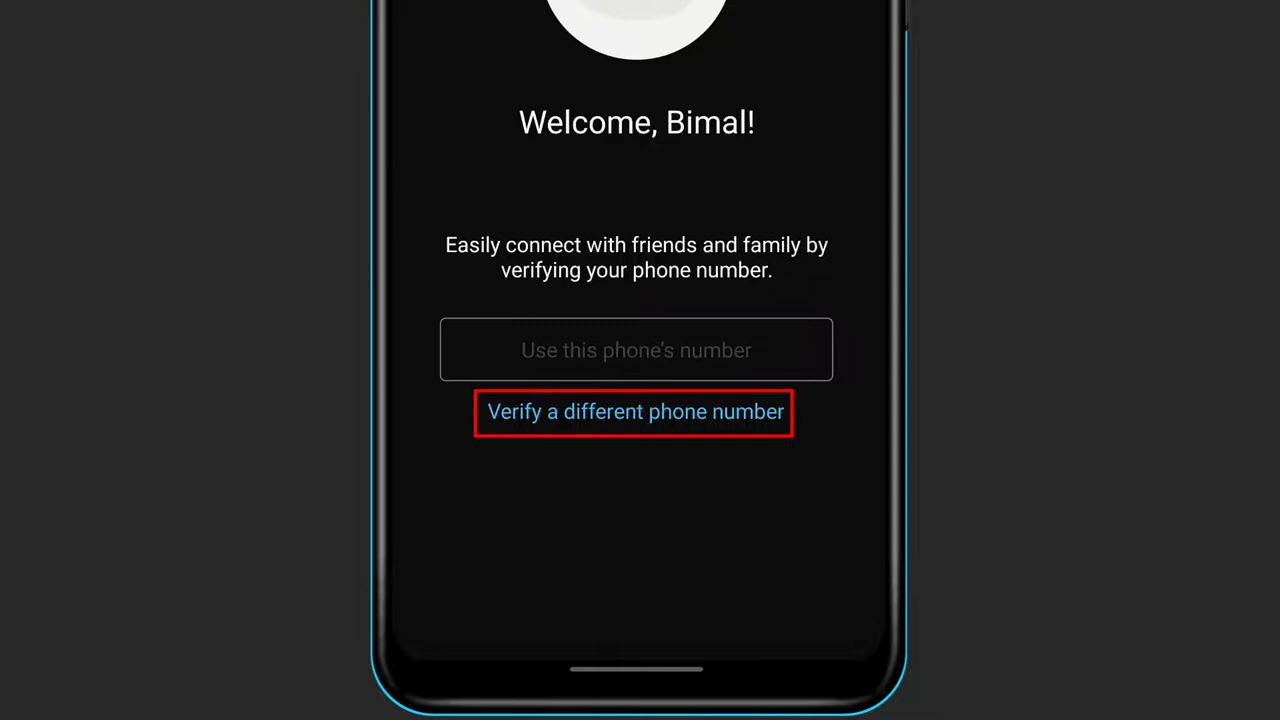 Welcome, Bimal!
Easily connect with friends and family by
verifying your phone number.
Use this phone’s number
Verify a different phone number